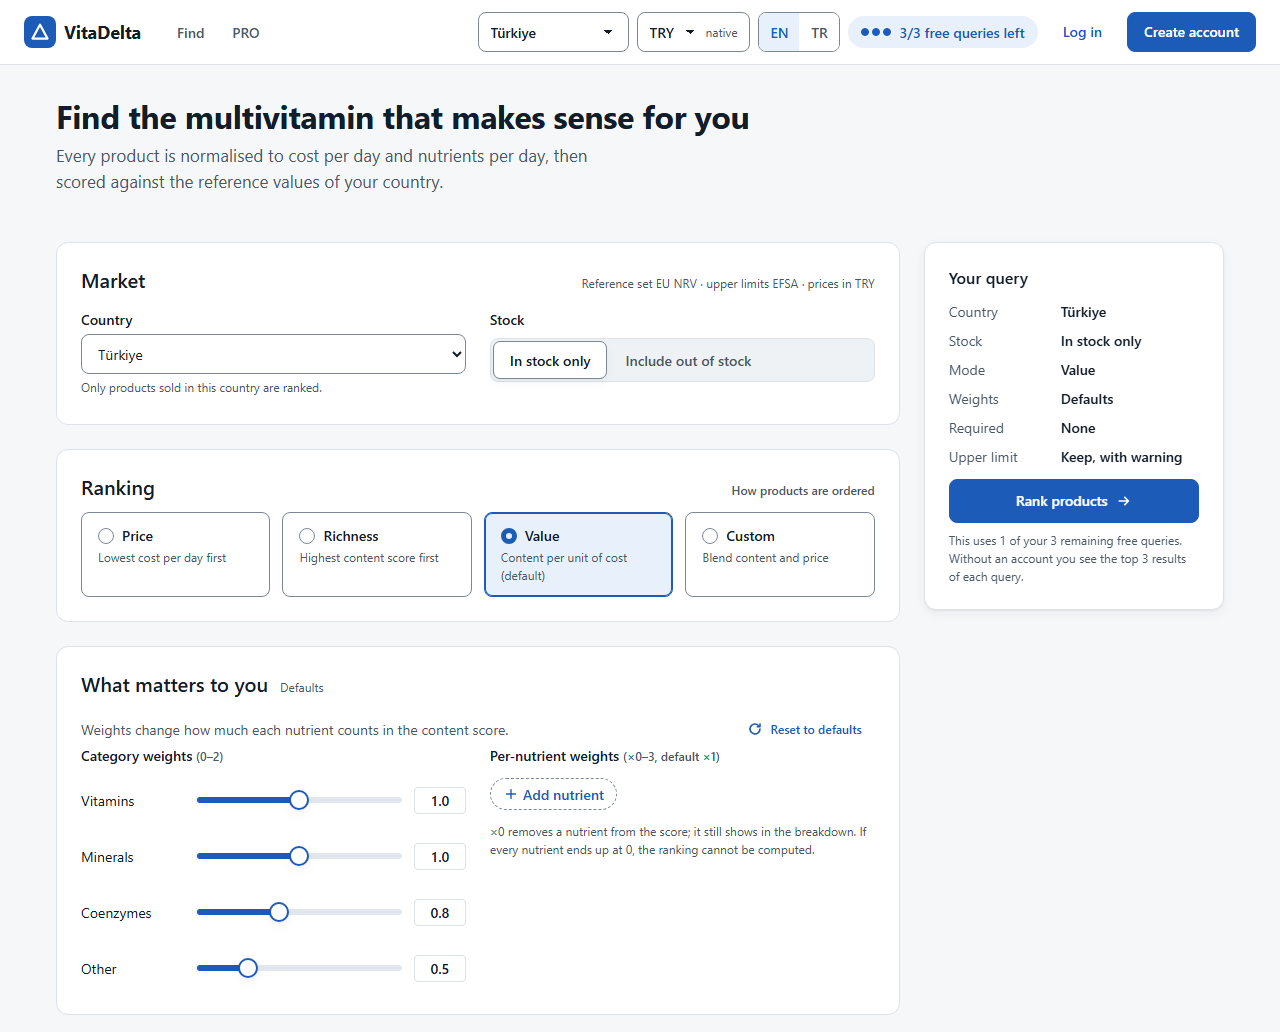 VitaDelta
Find
PRO
Türkiye
TRY native
EN TR
3/3 free queries left
Log in
Create account
Find the multivitamin that makes sense for you
Every product is normalised to cost per day and nutrients per day, then
scored against the reference values of your country.
Market
Reference set EU NRV · upper limits EFSA · prices in TRY
Country
Türkiye
Only products sold in this country are ranked.
Stock
In stock only
Include out of stock
Ranking
How products are ordered
Price
Lowest cost per day first
Richness
Highest content score first
Value
Content per unit of cost
(default)
Custom
Blend content and price
What matters to you Defaults
Weights change how much each nutrient counts in the content score.
Reset to defaults
Category weights (0–2)
Vitamins 1.0
Minerals 1.0
Coenzymes 0.8
Other 0.5
Per-nutrient weights (×0–3, default ×1)
+ Add nutrient
×0 removes a nutrient from the score; it still shows in the breakdown. If
every nutrient ends up at 0, the ranking cannot be computed.
Your query
Country Türkiye
Stock In stock only
Mode Value
Weights Defaults
Required None
Upper limit Keep, with warning
Rank products →
This uses 1 of your 3 remaining free queries.
Without an account you see the top 3 results
of each query.